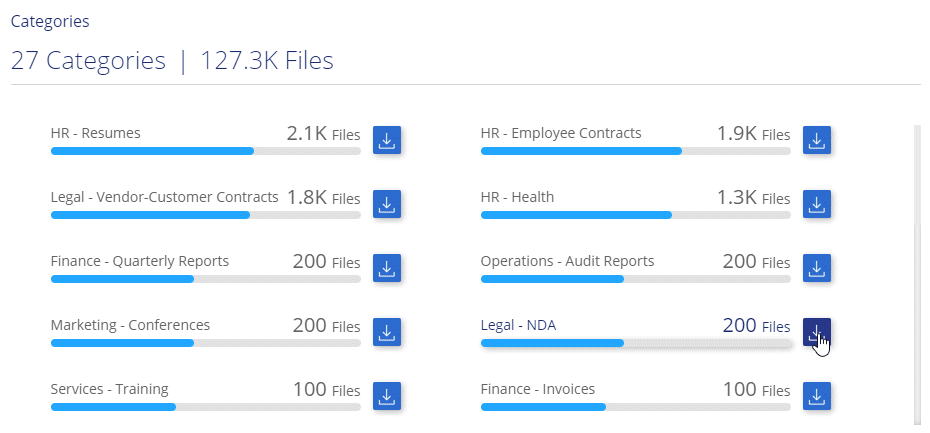 Categories
27 Categories | 127.3K Files
HR - Resumes 2.1K Files
HR - Employee Contracts 1.9K Files
Legal - Vendor-Customer Contracts 1.8K Files
HR - Health 1.3K Files
Finance - Quarterly Reports 200 Files
Operations - Audit Reports 200 Files
Marketing - Conferences 200 Files
Legal - NDA 200 Files
Services - Training 100 Files
Finance - Invoices 100 Files